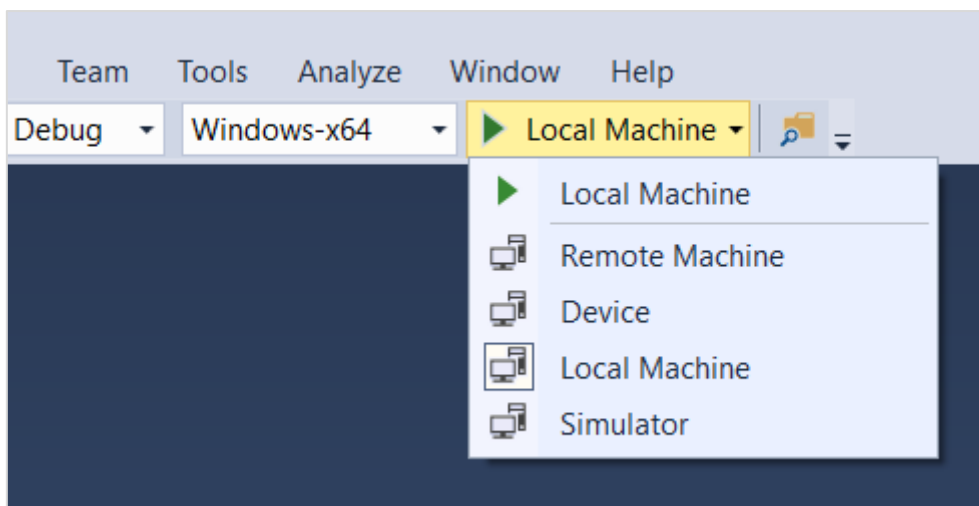 Team Tools Analyze Window Help
Debug Windows-x64 Local Machine
Local Machine
Remote Machine
Device
Local Machine
Simulator